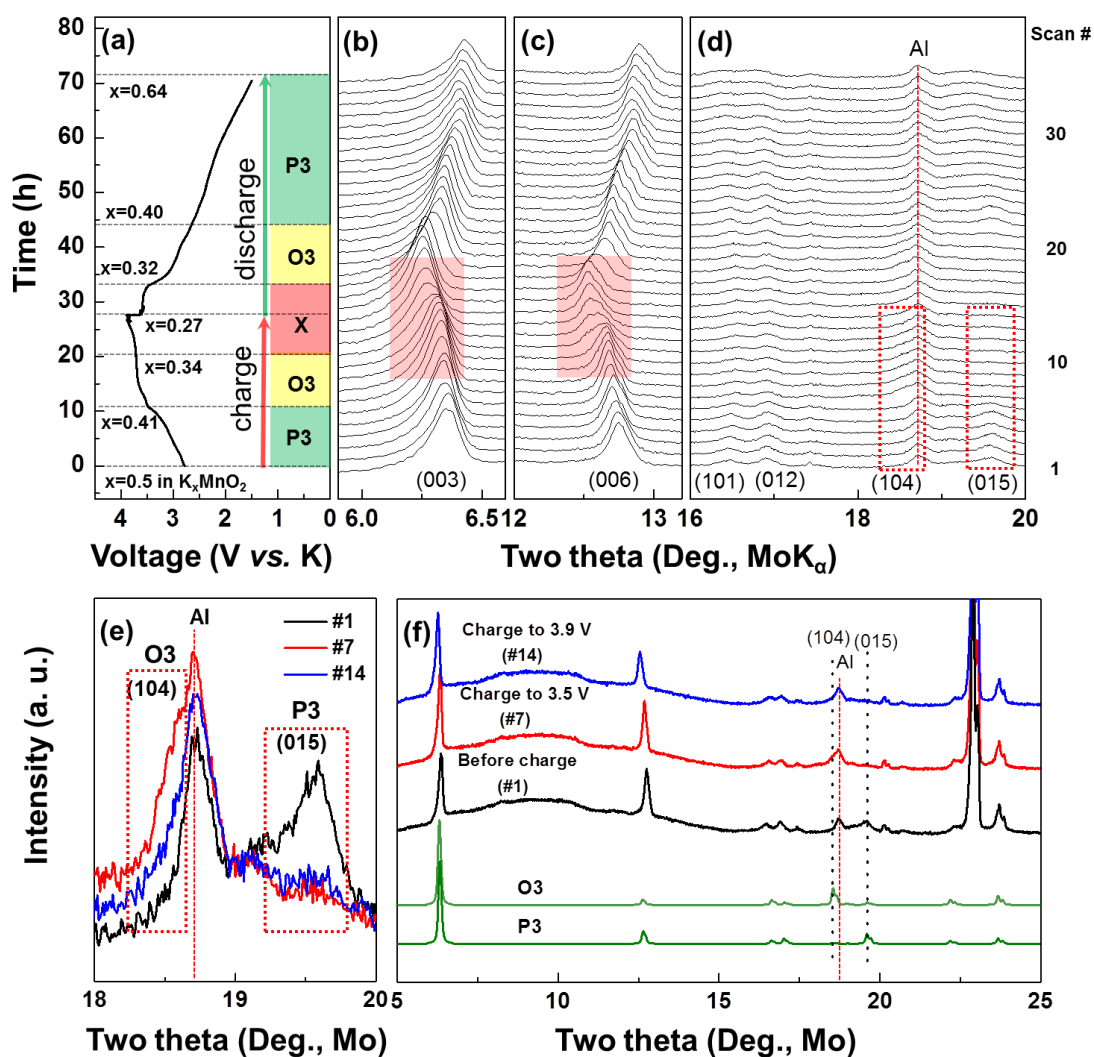 (a)
(b)
(c)
(d)
Scan #
Time (h)
80
70
60
50
40
30
20
10
0
x=0.64
x=0.40
x=0.32
x=0.27
x=0.34
x=0.41
x=0.5 in KxMnO2
discharge
charge
P3
O3
X
O3
P3
4 3 2 1 0
Voltage (V vs. K)
(003)
6.0 6.5
(006)
12 13
Al
30
20
10
1
(101) (012) (104) (015)
16 18 20
Two theta (Deg., MoKα)
(e)
Al
#1
#7
#14
O3
(104)
P3
(015)
Intensity (a. u.)
18 19 20
Two theta (Deg., Mo)
(f)
Charge to 3.9 V
(#14)
(104)
Al
(015)
Charge to 3.5 V
(#7)
Before charge
(#1)
O3
P3
5 10 15 20 25
Two theta (Deg., Mo)